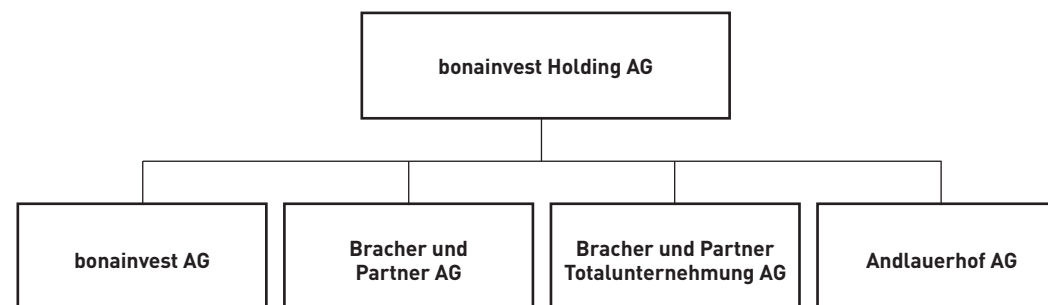 bonainvest Holding AG
bonainvest AG
Bracher und
Partner AG
Bracher und Partner
Totalunternehmung AG
Andlauerhof AG